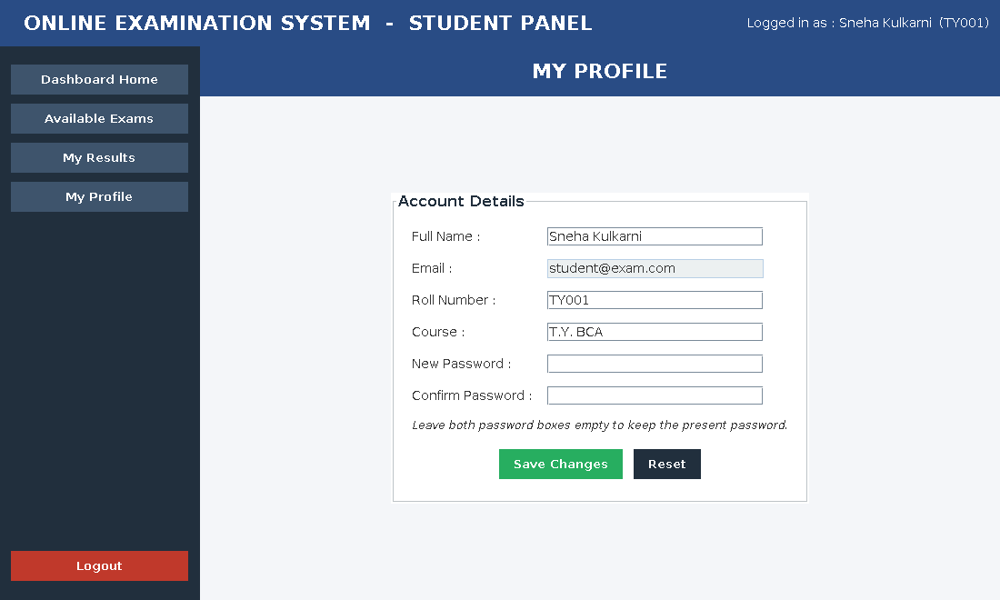 ONLINE EXAMINATION SYSTEM - STUDENT PANEL
Logged in as : Sneha Kulkarni (TY001)
Dashboard Home
Available Exams
My Results
My Profile
Logout
MY PROFILE
Account Details
Full Name : Sneha Kulkarni
Email : student@exam.com
Roll Number : TY001
Course : T.Y. BCA
New Password :
Confirm Password :
Leave both password boxes empty to keep the present password.
Save Changes Reset